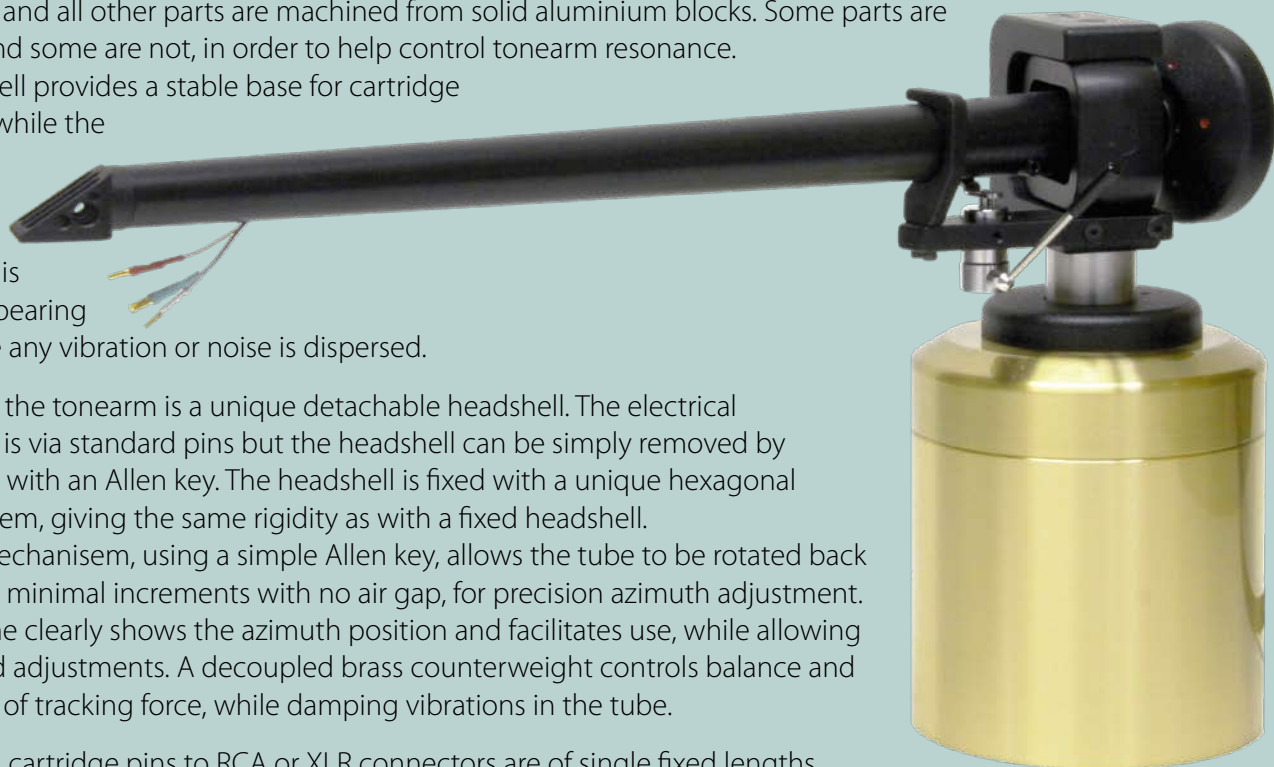 and all other parts are machined from solid aluminium blocks. Some parts are
nd some are not, in order to help control tonearm resonance.
ell provides a stable base for cartridge
while the
is
bearing
e any vibration or noise is dispersed.
the tonearm is a unique detachable headshell. The electrical
is via standard pins but the headshell can be simply removed by
with an Allen key. The headshell is fixed with a unique hexagonal
em, giving the same rigidity as with a fixed headshell.
echanisem, using a simple Allen key, allows the tube to be rotated back
minimal increments with no air gap, for precision azimuth adjustment.
ne clearly shows the azimuth position and facilitates use, while allowing
d adjustments. A decoupled brass counterweight controls balance and
of tracking force, while damping vibrations in the tube.
cartridge pins to RCA or XLR connectors are of single fixed lengths